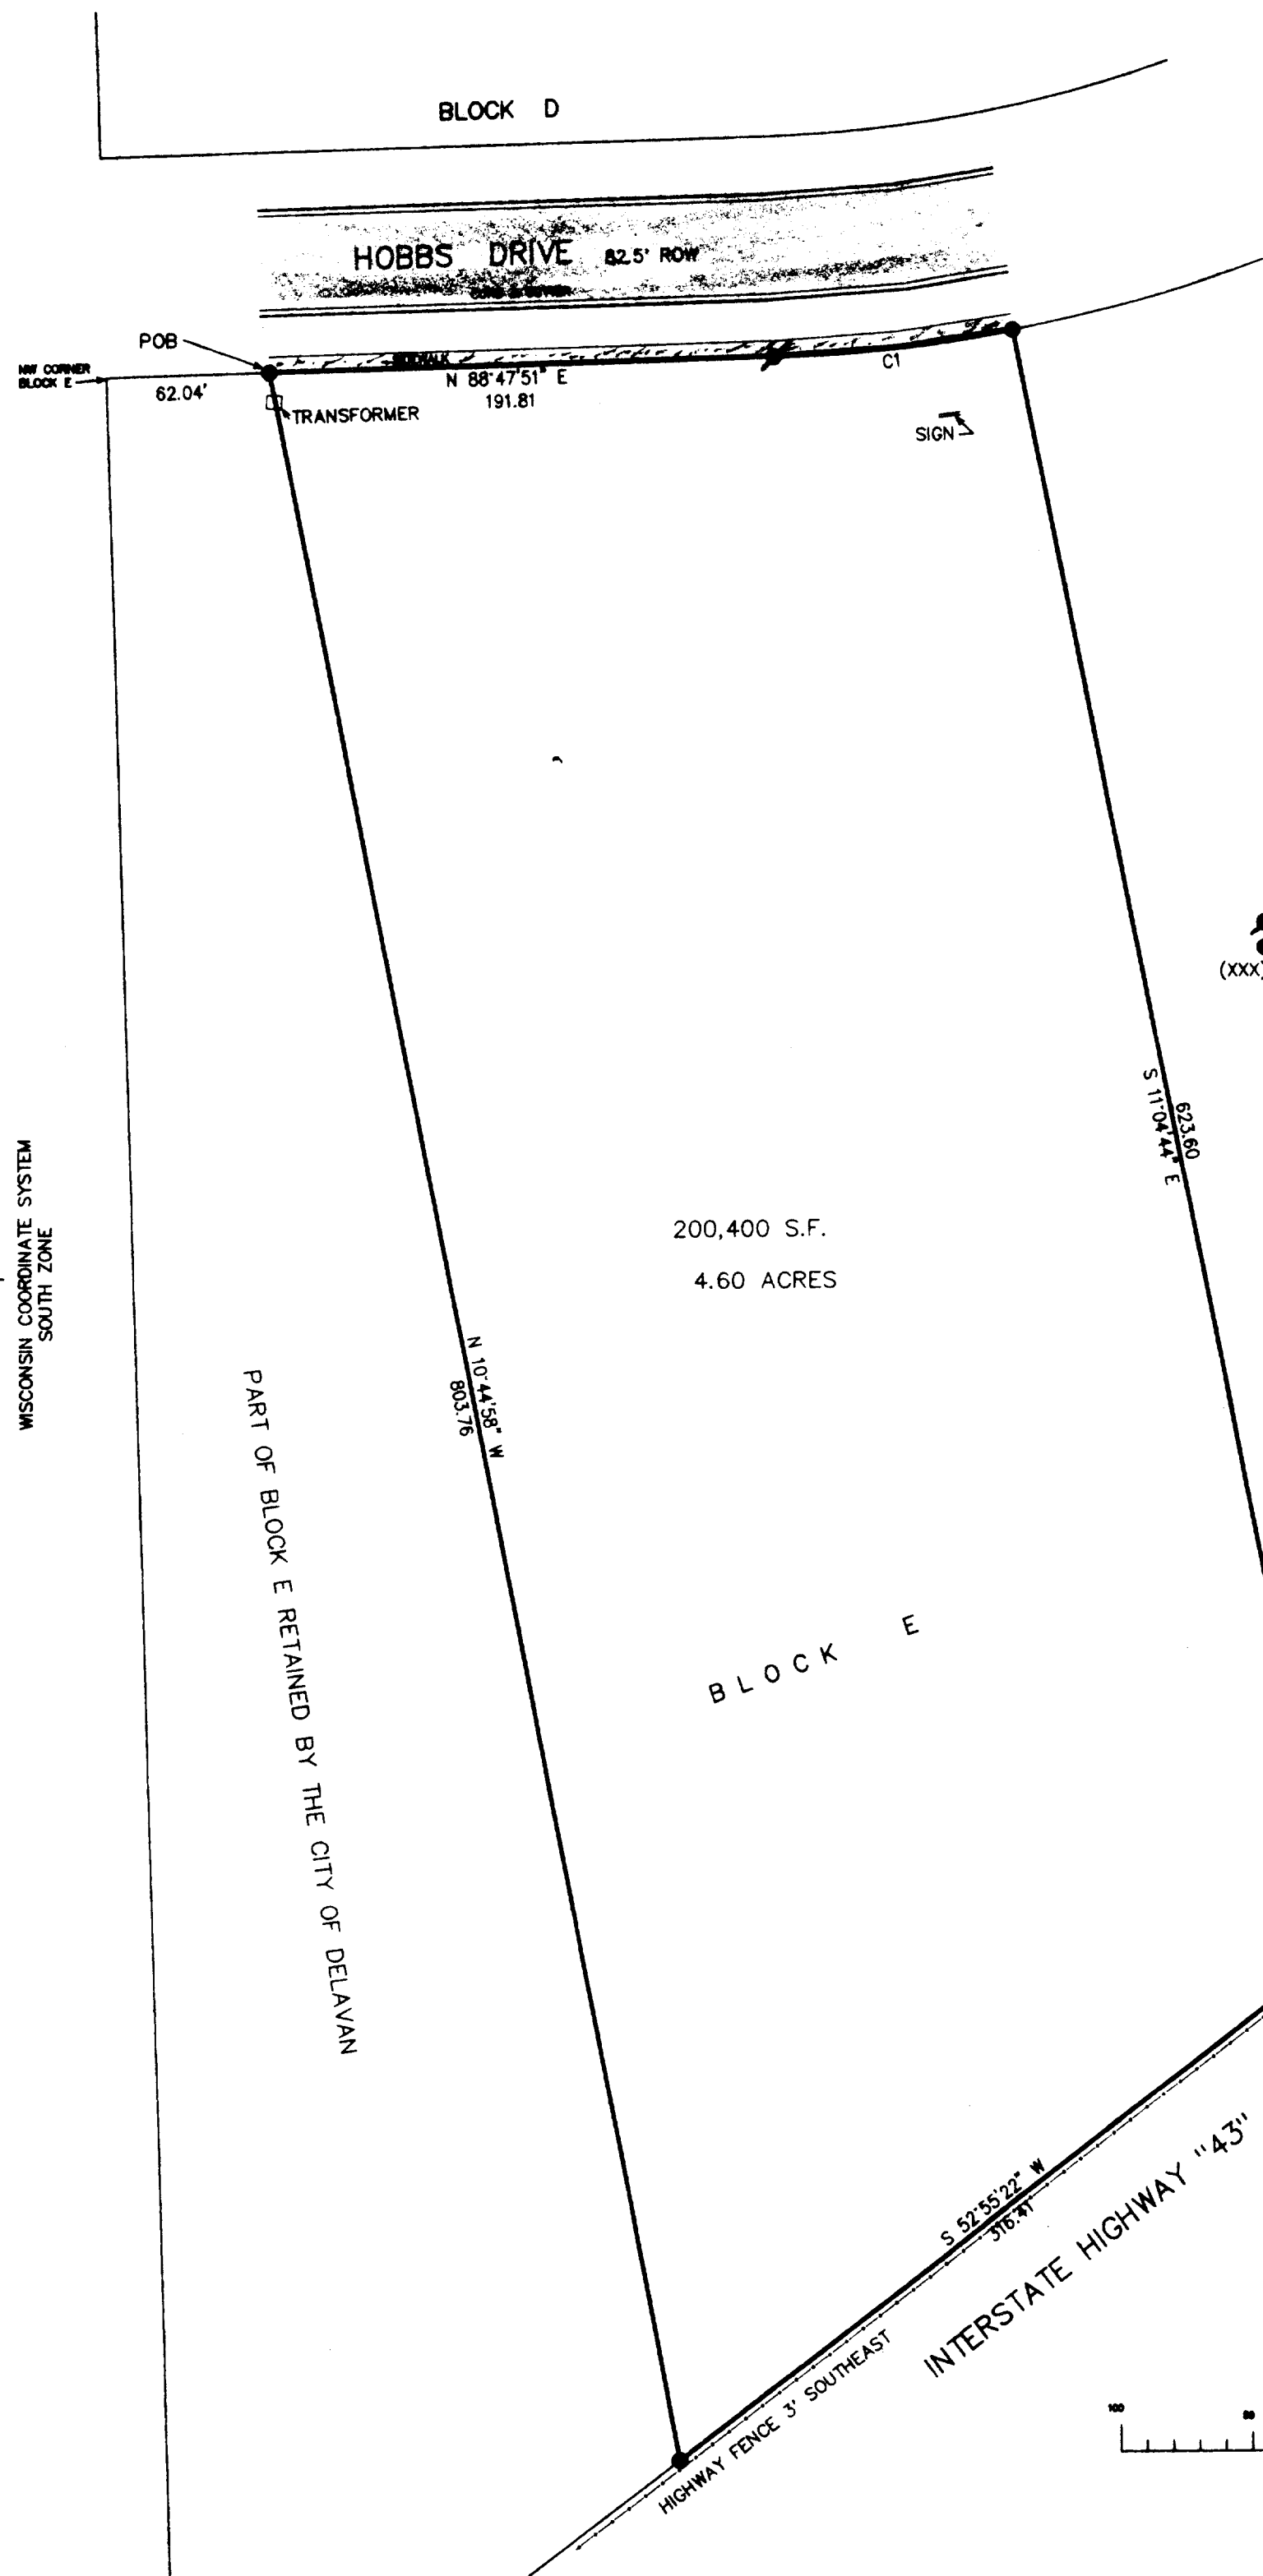 BLOCK D
HOBBS DRIVE 82.5' ROW
POB
NW CORNER
BLOCK E
62.04'
SIDEWALK
N 88°47'51" E
191.81
C1
TRANSFORMER
SIGN
(XXX)
S 11°04'44" E
623.60
WISCONSIN COORDINATE SYSTEM
SOUTH ZONE
200,400 S.F.
4.60 ACRES
N 10°44'58" W
803.76
PART OF BLOCK E RETAINED BY THE CITY OF DELAVAN
BLOCK E
S 52°55'22" W
316.41
INTERSTATE HIGHWAY "43"
HIGHWAY FENCE 3' SOUTHEAST
100